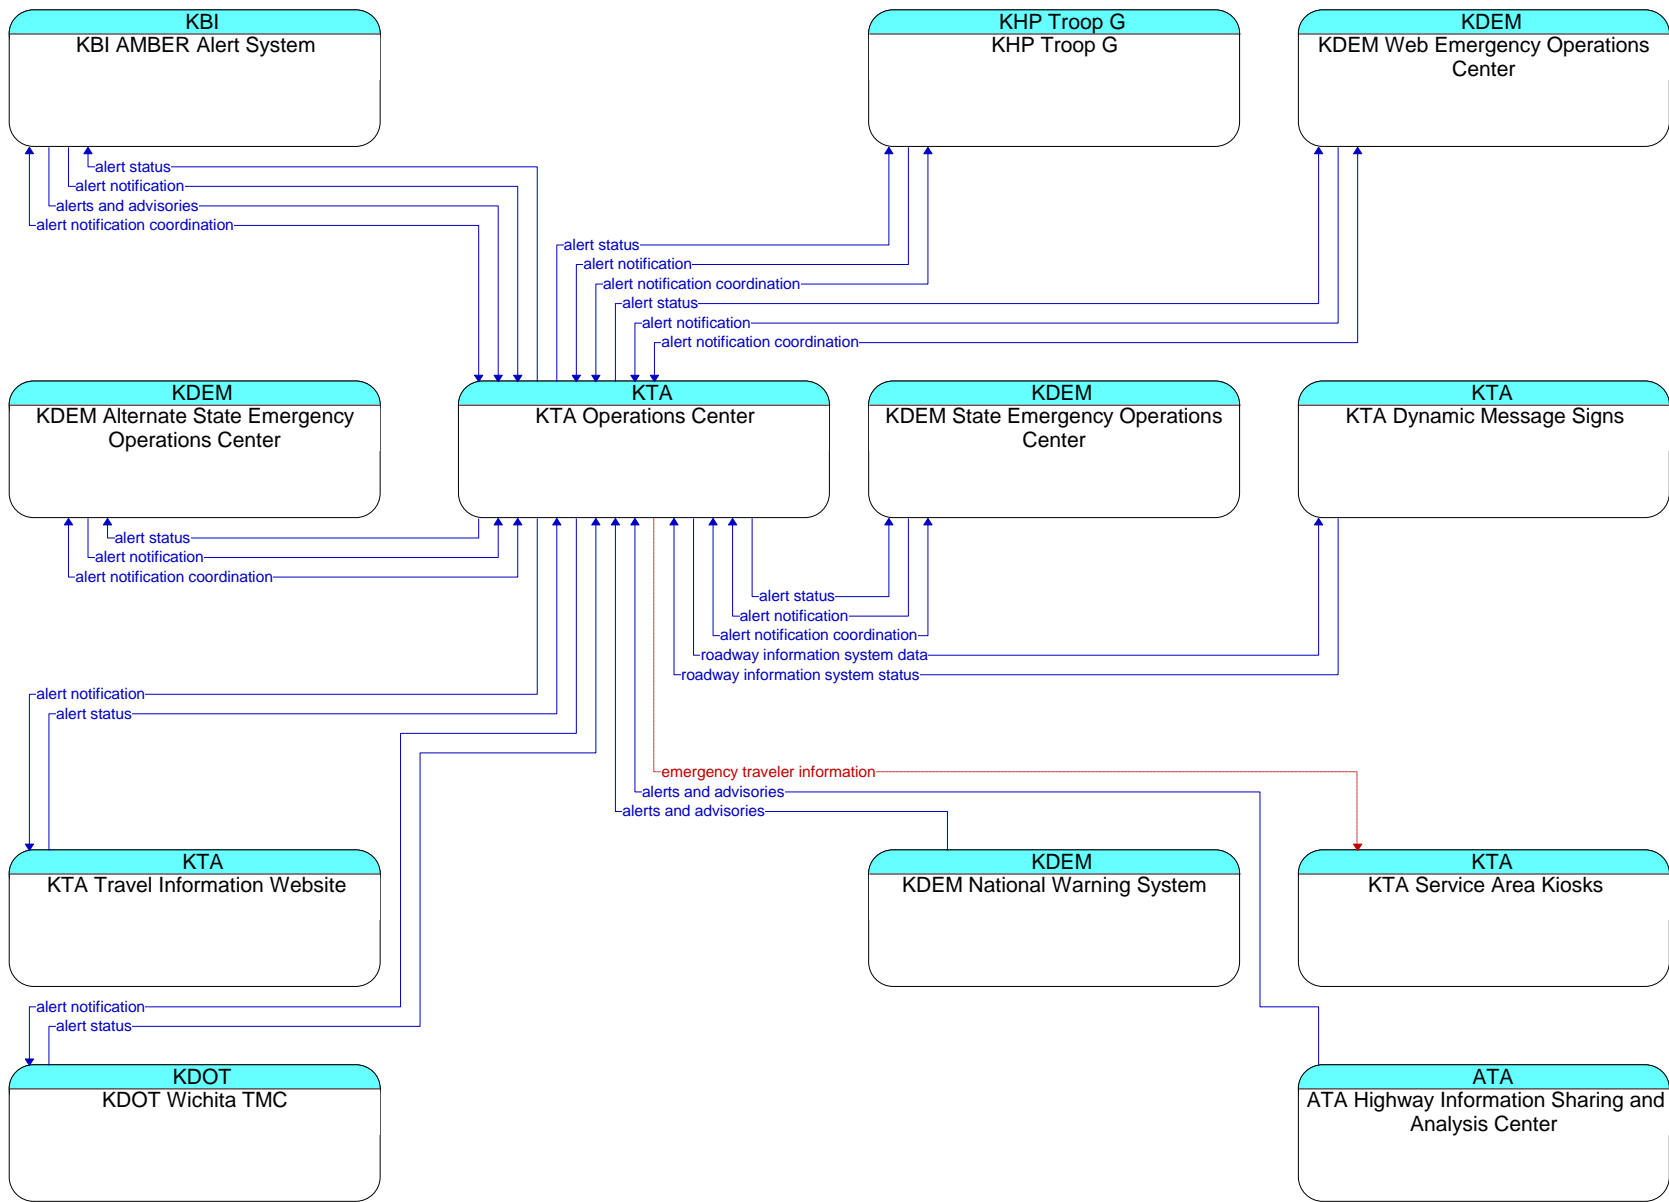 KBI
KBI AMBER Alert System
KHP Troop G
KHP Troop G
KDEM
KDEM Web Emergency Operations
Center
alert status
alert notification
alerts and advisories
alert notification coordination
alert status
alert notification
alert notification coordination
alert status
alert notification
alert notification coordination
KDEM
KDEM Alternate State Emergency
Operations Center
KTA
KTA Operations Center
KDEM
KDEM State Emergency Operations
Center
KTA
KTA Dynamic Message Signs
alert status
alert notification
alert notification coordination
alert status
alert notification
alert notification coordination
roadway information system data
roadway information system status
alert notification
alert status
emergency traveler information
alerts and advisories
alerts and advisories
KTA
KTA Travel Information Website
KDEM
KDEM National Warning System
KTA
KTA Service Area Kiosks
alert notification
alert status
KDOT
KDOT Wichita TMC
ATA
ATA Highway Information Sharing and
Analysis Center